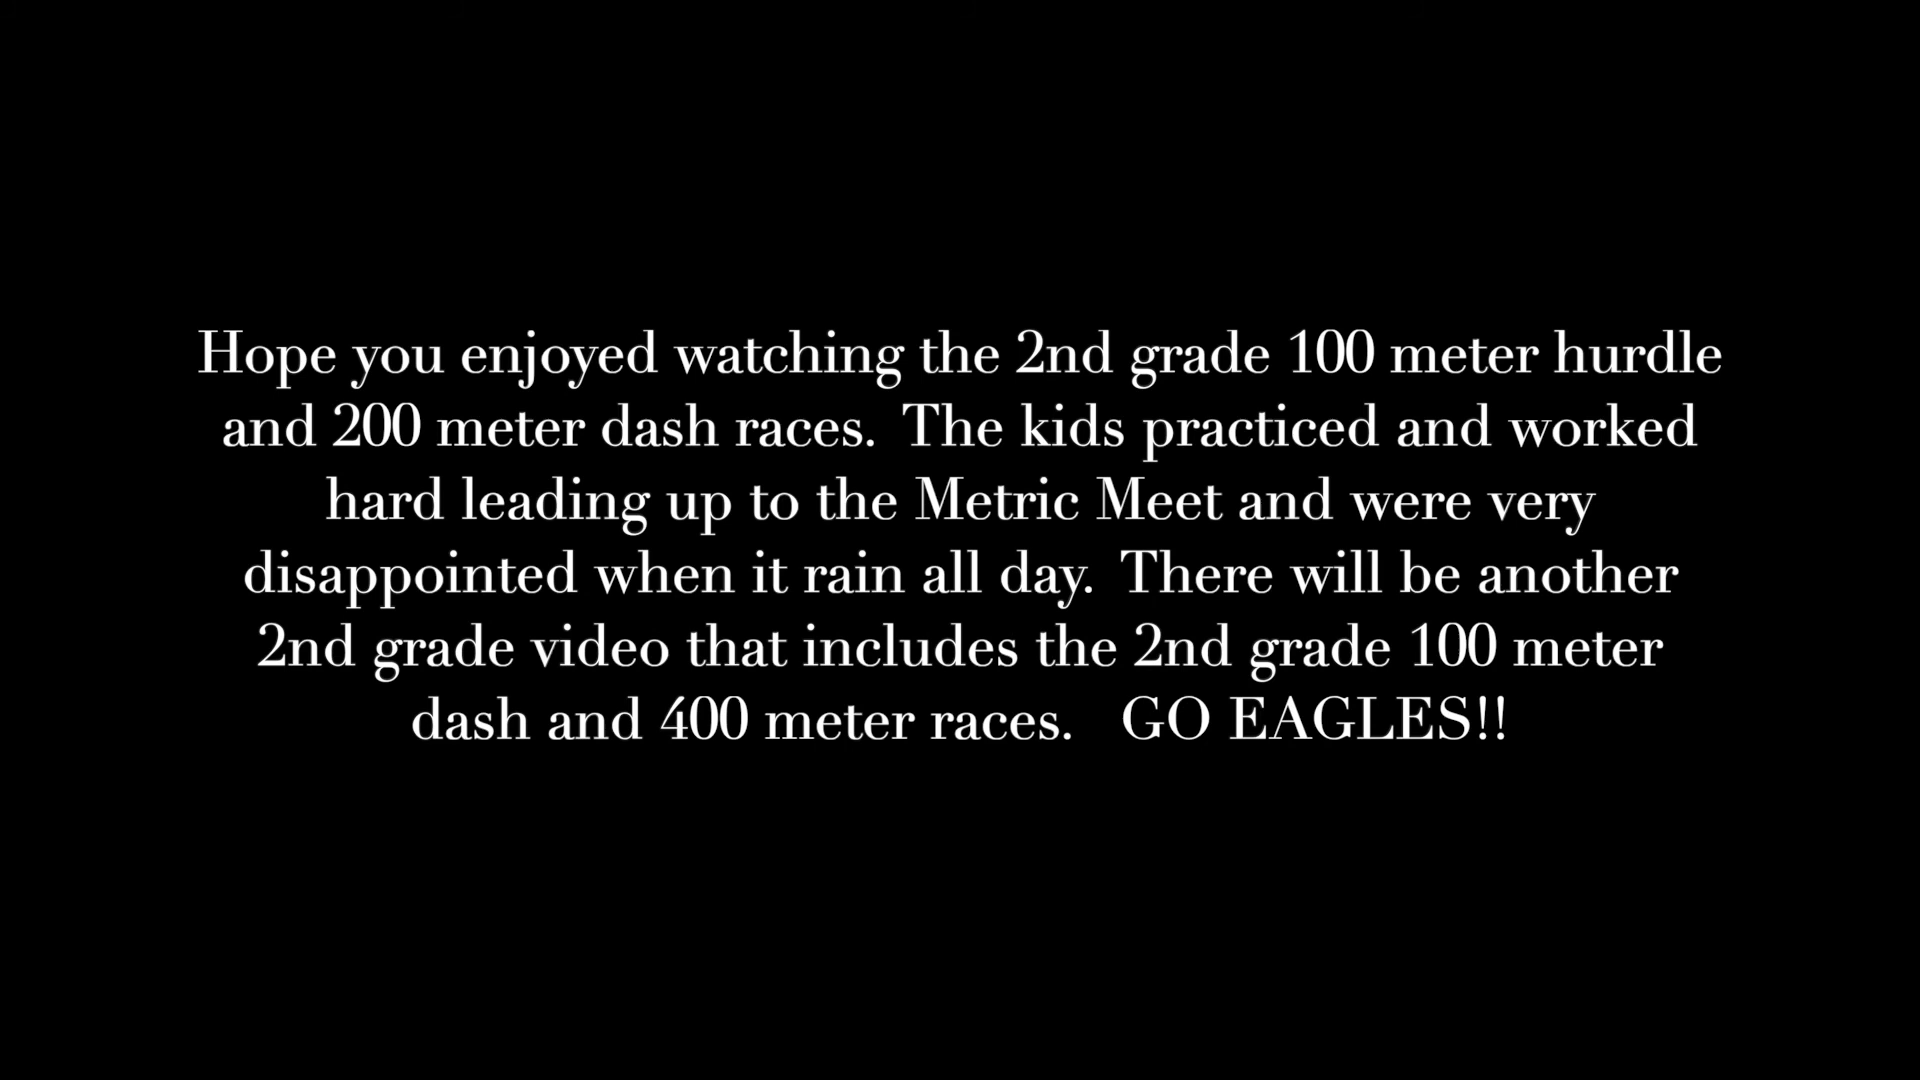 Hope you enjoyed watching the 2nd grade 100 meter hurdle
and 200 meter dash races.  The kids practiced and worked
hard leading up to the Metric Meet and were very
disappointed when it rain all day.  There will be another
2nd grade video that includes the 2nd grade 100 meter
dash and 400 meter races.   GO EAGLES!!